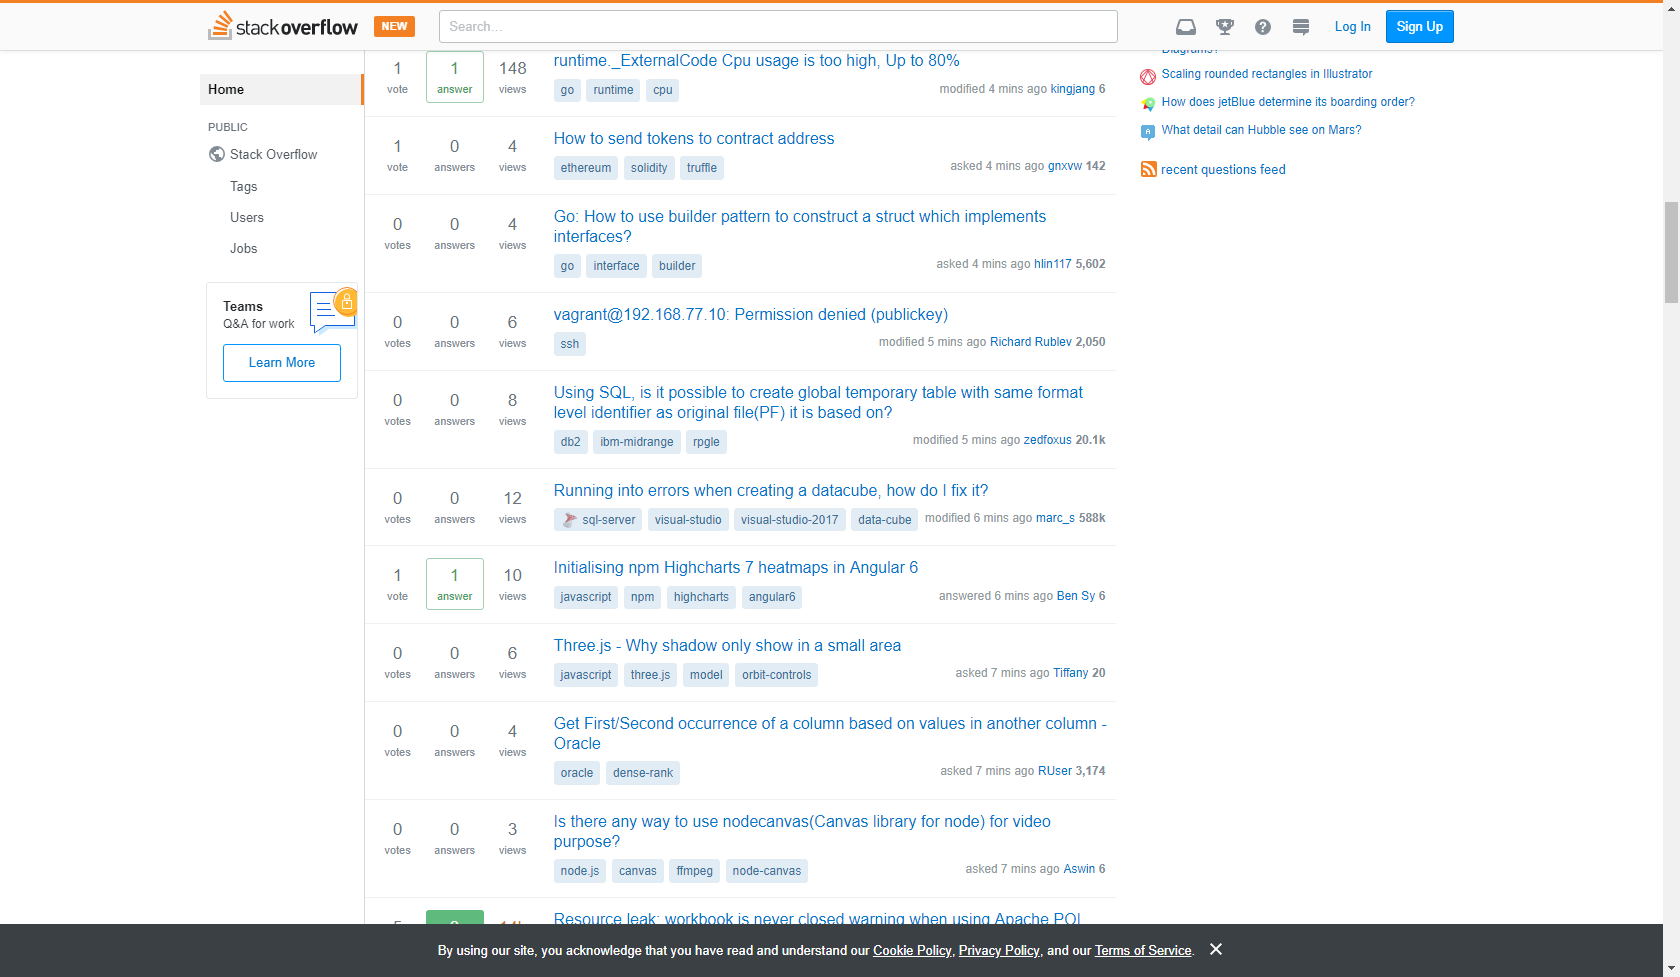 stackoverflow NEW Search... Log In Sign Up
Home
PUBLIC
Stack Overflow
Tags
Users
Jobs
Teams
Q&A for work
Learn More
1 vote 1 answer 148 views
runtime._ExternalCode Cpu usage is too high, Up to 80%
go runtime cpu
modified 4 mins ago kingjang 6
1 vote 0 answers 4 views
How to send tokens to contract address
ethereum solidity truffle
asked 4 mins ago gnxvw 142
0 votes 0 answers 4 views
Go: How to use builder pattern to construct a struct which implements
interfaces?
go interface builder
asked 4 mins ago hlin117 5,602
0 votes 0 answers 6 views
vagrant@192.168.77.10: Permission denied (publickey)
ssh
modified 5 mins ago Richard Rublev 2,050
0 votes 0 answers 8 views
Using SQL, is it possible to create global temporary table with same format
level identifier as original file(PF) it is based on?
db2 ibm-midrange rpgle
modified 5 mins ago zedfoxus 20.1k
0 votes 0 answers 12 views
Running into errors when creating a datacube, how do I fix it?
sql-server visual-studio visual-studio-2017 data-cube
modified 6 mins ago marc_s 588k
1 vote 1 answer 10 views
Initialising npm Highcharts 7 heatmaps in Angular 6
javascript npm highcharts angular6
answered 6 mins ago Ben Sy 6
0 votes 0 answers 6 views
Three.js - Why shadow only show in a small area
javascript three.js model orbit-controls
asked 7 mins ago Tiffany 20
0 votes 0 answers 4 views
Get First/Second occurrence of a column based on values in another column -
Oracle
oracle dense-rank
asked 7 mins ago RUser 3,174
0 votes 0 answers 3 views
Is there any way to use nodecanvas(Canvas library for node) for video
purpose?
node.js canvas ffmpeg node-canvas
asked 7 mins ago Aswin 6
Resource leak: workbook is never closed warning when using Apache POI
Diagrams?
Scaling rounded rectangles in Illustrator
How does jetBlue determine its boarding order?
What detail can Hubble see on Mars?
recent questions feed
By using our site, you acknowledge that you have read and understand our Cookie Policy, Privacy Policy, and our Terms of Service.